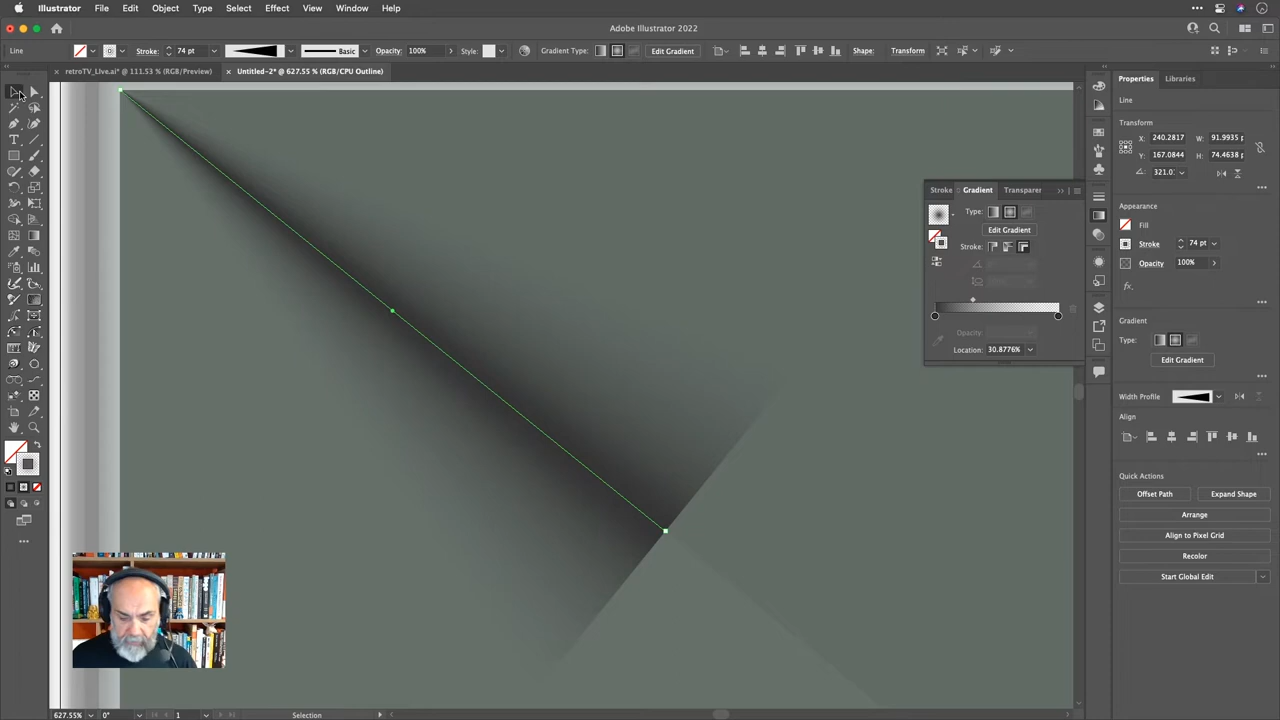 Illustrator File Edit Object Type Select Effect View Window Help
Adobe Illustrator 2022
Line Stroke: 74 pt Basic Opacity: 100% Style: Gradient Type: Edit Gradient Shape: Transform
× retroTV_Live.ai* @ 111.53 % (RGB/Preview) × Untitled-2* @ 627.55 % (RGB/CPU Outline)
Properties Libraries
Line
Transform
X: 240.2817 W: 91.9935 p
Y: 167.0844 H: 74.4638 p
321.0
Appearance
Fill
Stroke 74 pt
Opacity 100%
fx.
Gradient
Type:
Edit Gradient
Width Profile
Align
Quick Actions
Offset Path Expand Shape
Arrange
Align to Pixel Grid
Recolor
Start Global Edit
Stroke Gradient Transparer
Type:
Edit Gradient
Stroke:
Opacity:
Location: 30.8776%
627.55% 0° 1 Selection